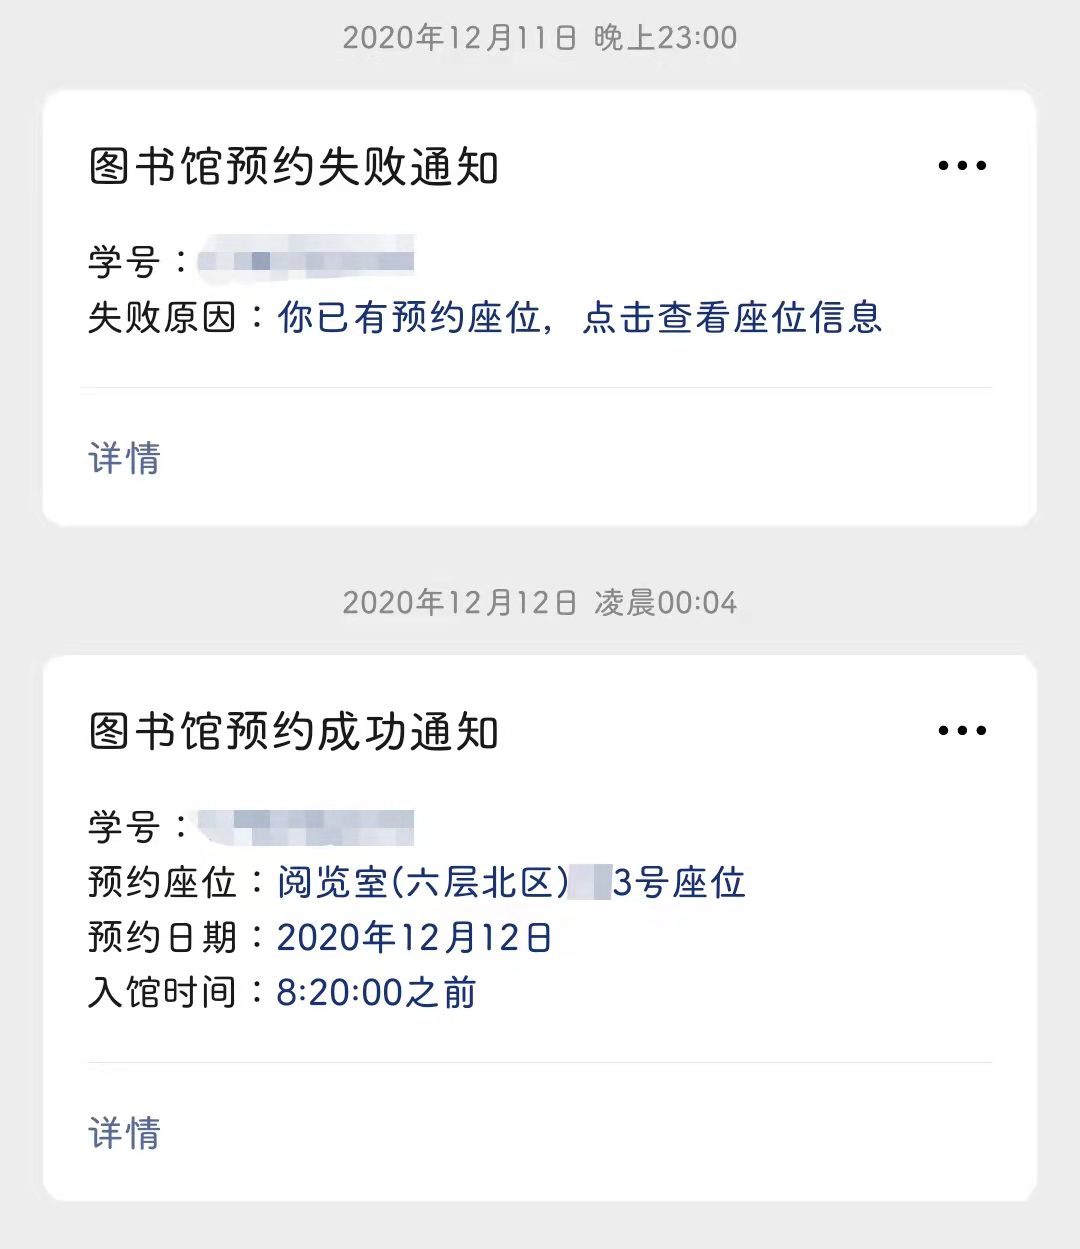 2020年12月11日 晚上23:00
图书馆预约失败通知
学号：
失败原因：你已有预约座位，点击查看座位信息
详情
2020年12月12日 凌晨00:04
图书馆预约成功通知
学号：
预约座位：阅览室(六层北区) 3号座位
预约日期：2020年12月12日
入馆时间：8:20:00之前
详情